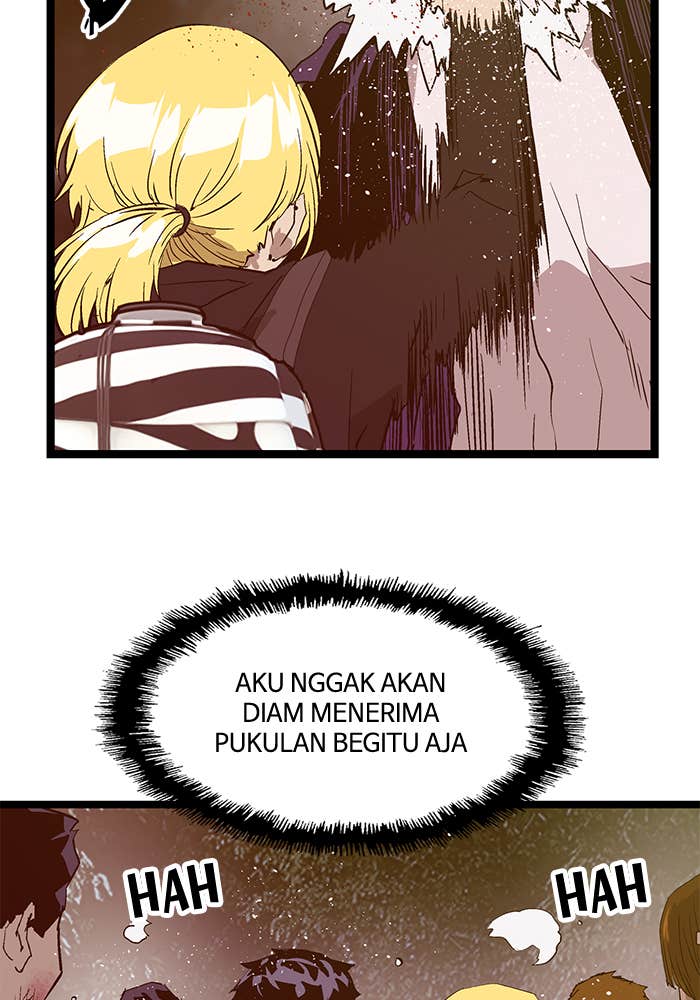 AKU NGGAK AKAN
DIAM MENERIMA
PUKULAN BEGITU AJA
HAH
HAH